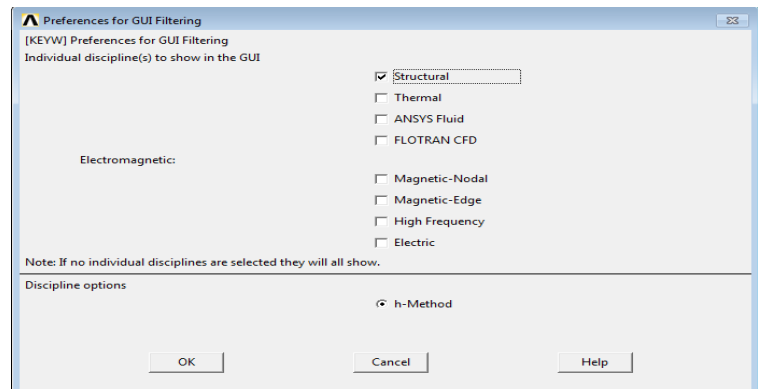 Preferences for GUI Filtering
[KEYW] Preferences for GUI Filtering
Individual discipline(s) to show in the GUI
Structural
Thermal
ANSYS Fluid
FLOTRAN CFD
Electromagnetic:
Magnetic-Nodal
Magnetic-Edge
High Frequency
Electric
Note: If no individual disciplines are selected they will all show.
Discipline options
h-Method
OK Cancel Help